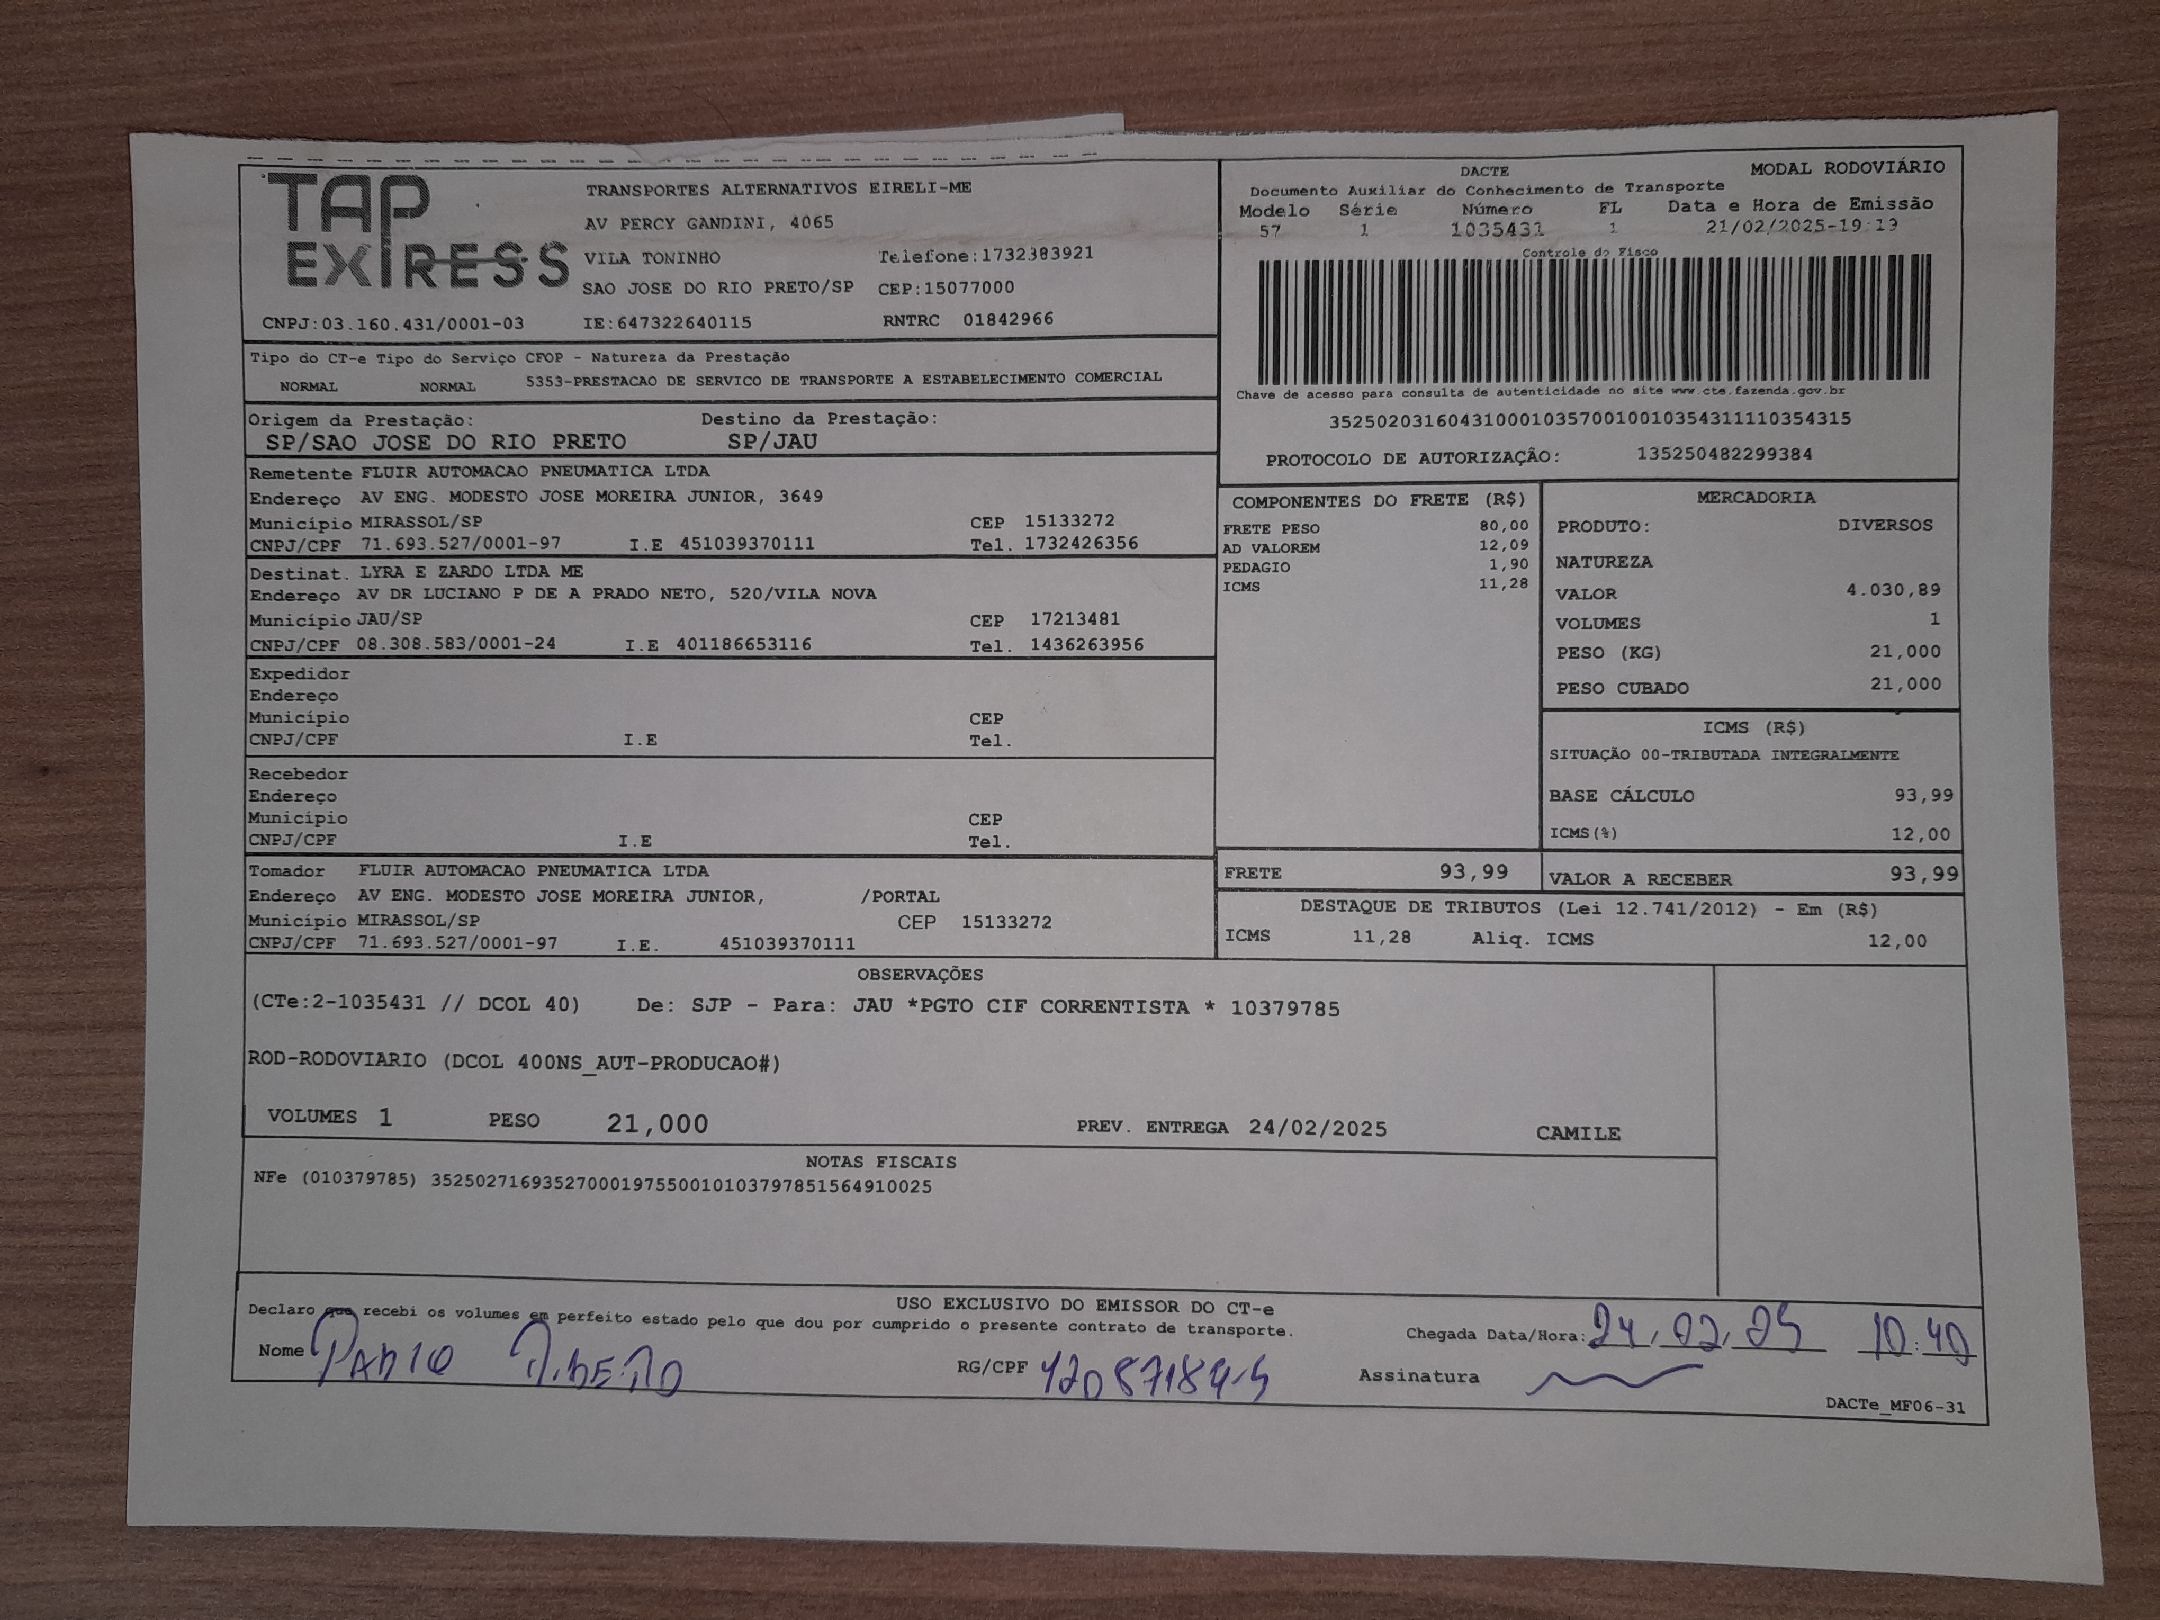 TAP
EXPRESS
TRANSPORTES ALTERNATIVOS EIRELI-ME
AV PERCY GANDINI, 4065
VILA TONINHO Telefone:1732383921
SAO JOSE DO RIO PRETO/SP CEP:15077000
CNPJ:03.160.431/0001-03 IE:647322640115 RNTRC 01842966
DACTE MODAL RODOVIÁRIO
Documento Auxiliar do Conhecimento de Transporte
Modelo Série Número FL Data e Hora de Emissão
57 1 1035431 1 21/02/2025-19:13
Controle do Fisco
Chave de acesso para consulta de autenticidade no site www.cte.fazenda.gov.br
35250203160431000103570010010354311110354315
PROTOCOLO DE AUTORIZAÇÃO: 135250482299384
Tipo do CT-e Tipo do Serviço CFOP - Natureza da Prestação
NORMAL NORMAL 5353-PRESTACAO DE SERVICO DE TRANSPORTE A ESTABELECIMENTO COMERCIAL
Origem da Prestação: Destino da Prestação:
SP/SAO JOSE DO RIO PRETO SP/JAU
Remetente FLUIR AUTOMACAO PNEUMATICA LTDA
Endereço AV ENG. MODESTO JOSE MOREIRA JUNIOR, 3649
Município MIRASSOL/SP CEP 15133272
CNPJ/CPF 71.693.527/0001-97 I.E 451039370111 Tel. 1732426356
Destinat. LYRA E ZARDO LTDA ME
Endereço AV DR LUCIANO P DE A PRADO NETO, 520/VILA NOVA
Município JAU/SP CEP 17213481
CNPJ/CPF 08.308.583/0001-24 I.E 401186653116 Tel. 1436263956
Expedidor
Endereço
Município CEP
CNPJ/CPF I.E Tel.
Recebedor
Endereço
Município CEP
CNPJ/CPF I.E Tel.
Tomador FLUIR AUTOMACAO PNEUMATICA LTDA
Endereço AV ENG. MODESTO JOSE MOREIRA JUNIOR, /PORTAL
Município MIRASSOL/SP CEP 15133272
CNPJ/CPF 71.693.527/0001-97 I.E. 451039370111
COMPONENTES DO FRETE (R$)
FRETE PESO 80,00
AD VALOREM 12,09
PEDAGIO 1,90
ICMS 11,28
MERCADORIA
PRODUTO: DIVERSOS
NATUREZA
VALOR 4.030,89
VOLUMES 1
PESO (KG) 21,000
PESO CUBADO 21,000
ICMS (R$)
SITUAÇÃO 00-TRIBUTADA INTEGRALMENTE
BASE CÁLCULO 93,99
ICMS(%) 12,00
FRETE 93,99 VALOR A RECEBER 93,99
DESTAQUE DE TRIBUTOS (Lei 12.741/2012) - Em (R$)
ICMS 11,28 Aliq. ICMS 12,00
OBSERVAÇÕES
(CTe:2-1035431 // DCOL 40) De: SJP - Para: JAU *PGTO CIF CORRENTISTA * 10379785
ROD-RODOVIARIO (DCOL 400NS_AUT-PRODUCAO#)
VOLUMES 1 PESO 21,000 PREV. ENTREGA 24/02/2025 CAMILE
NOTAS FISCAIS
NFe (010379785) 35250271693527000197550010103797851564910025
USO EXCLUSIVO DO EMISSOR DO CT-e
Declaro que recebi os volumes em perfeito estado pelo que dou por cumprido o presente contrato de transporte.
Chegada Data/Hora: 24.02.25 10:40
Nome RG/CPF Assinatura
DACTe_MF06-31